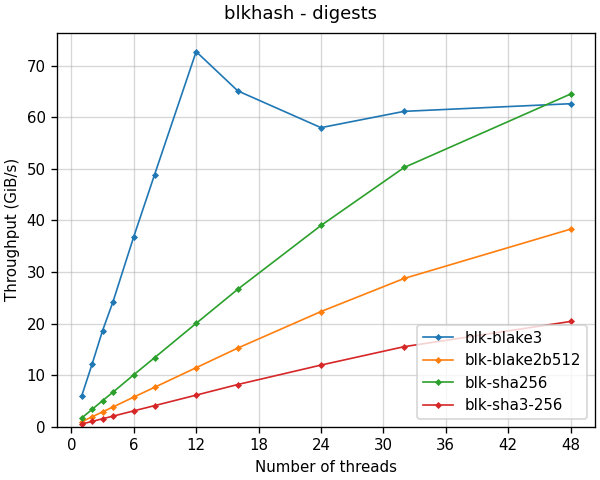 blkhash - digests
Throughput (GiB/s)
70
60
50
40
30
20
10
0
blk-blake3
blk-blake2b512
blk-sha256
blk-sha3-256
0 6 12 18 24 30 36 42 48
Number of threads